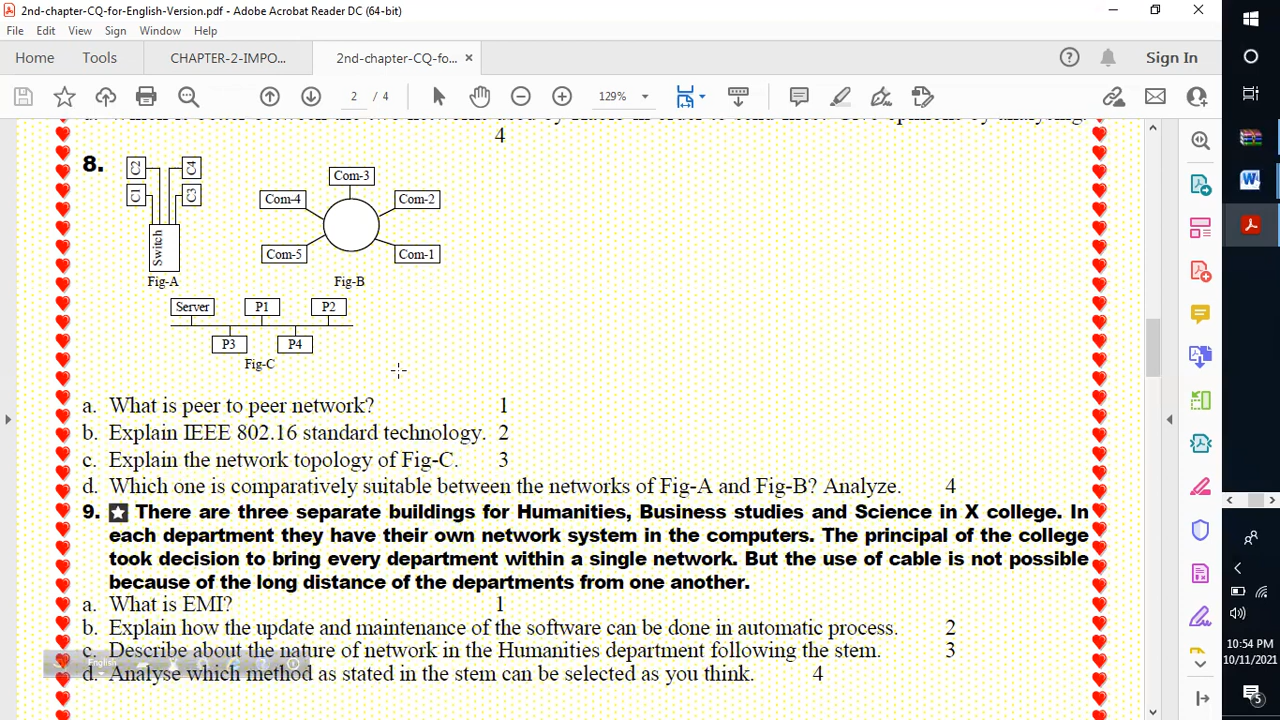 2nd-chapter-CQ-for-English-Version.pdf - Adobe Acrobat Reader DC (64-bit)
File Edit View Sign Window Help
Home Tools CHAPTER-2-IMPO... 2nd-chapter-CQ-fo... × Sign In
2 / 4 129%
4
8.
C2 C4
C1 C3
Switch
Fig-A
Com-3
Com-4 Com-2
Com-5 Com-1
Fig-B
Server P1 P2
P3 P4
Fig-C
a. What is peer to peer network? 1
b. Explain IEEE 802.16 standard technology. 2
c. Explain the network topology of Fig-C. 3
d. Which one is comparatively suitable between the networks of Fig-A and Fig-B? Analyze. 4
9. There are three separate buildings for Humanities, Business studies and Science in X college. In
each department they have their own network system in the computers. The principal of the college
took decision to bring every department within a single network. But the use of cable is not possible
because of the long distance of the departments from one another.
a. What is EMI? 1
b. Explain how the update and maintenance of the software can be done in automatic process. 2
c. Describe about the nature of network in the Humanities department following the stem. 3
English
d. Analyse which method as stated in the stem can be selected as you think. 4
10:54 PM
10/11/2021
5